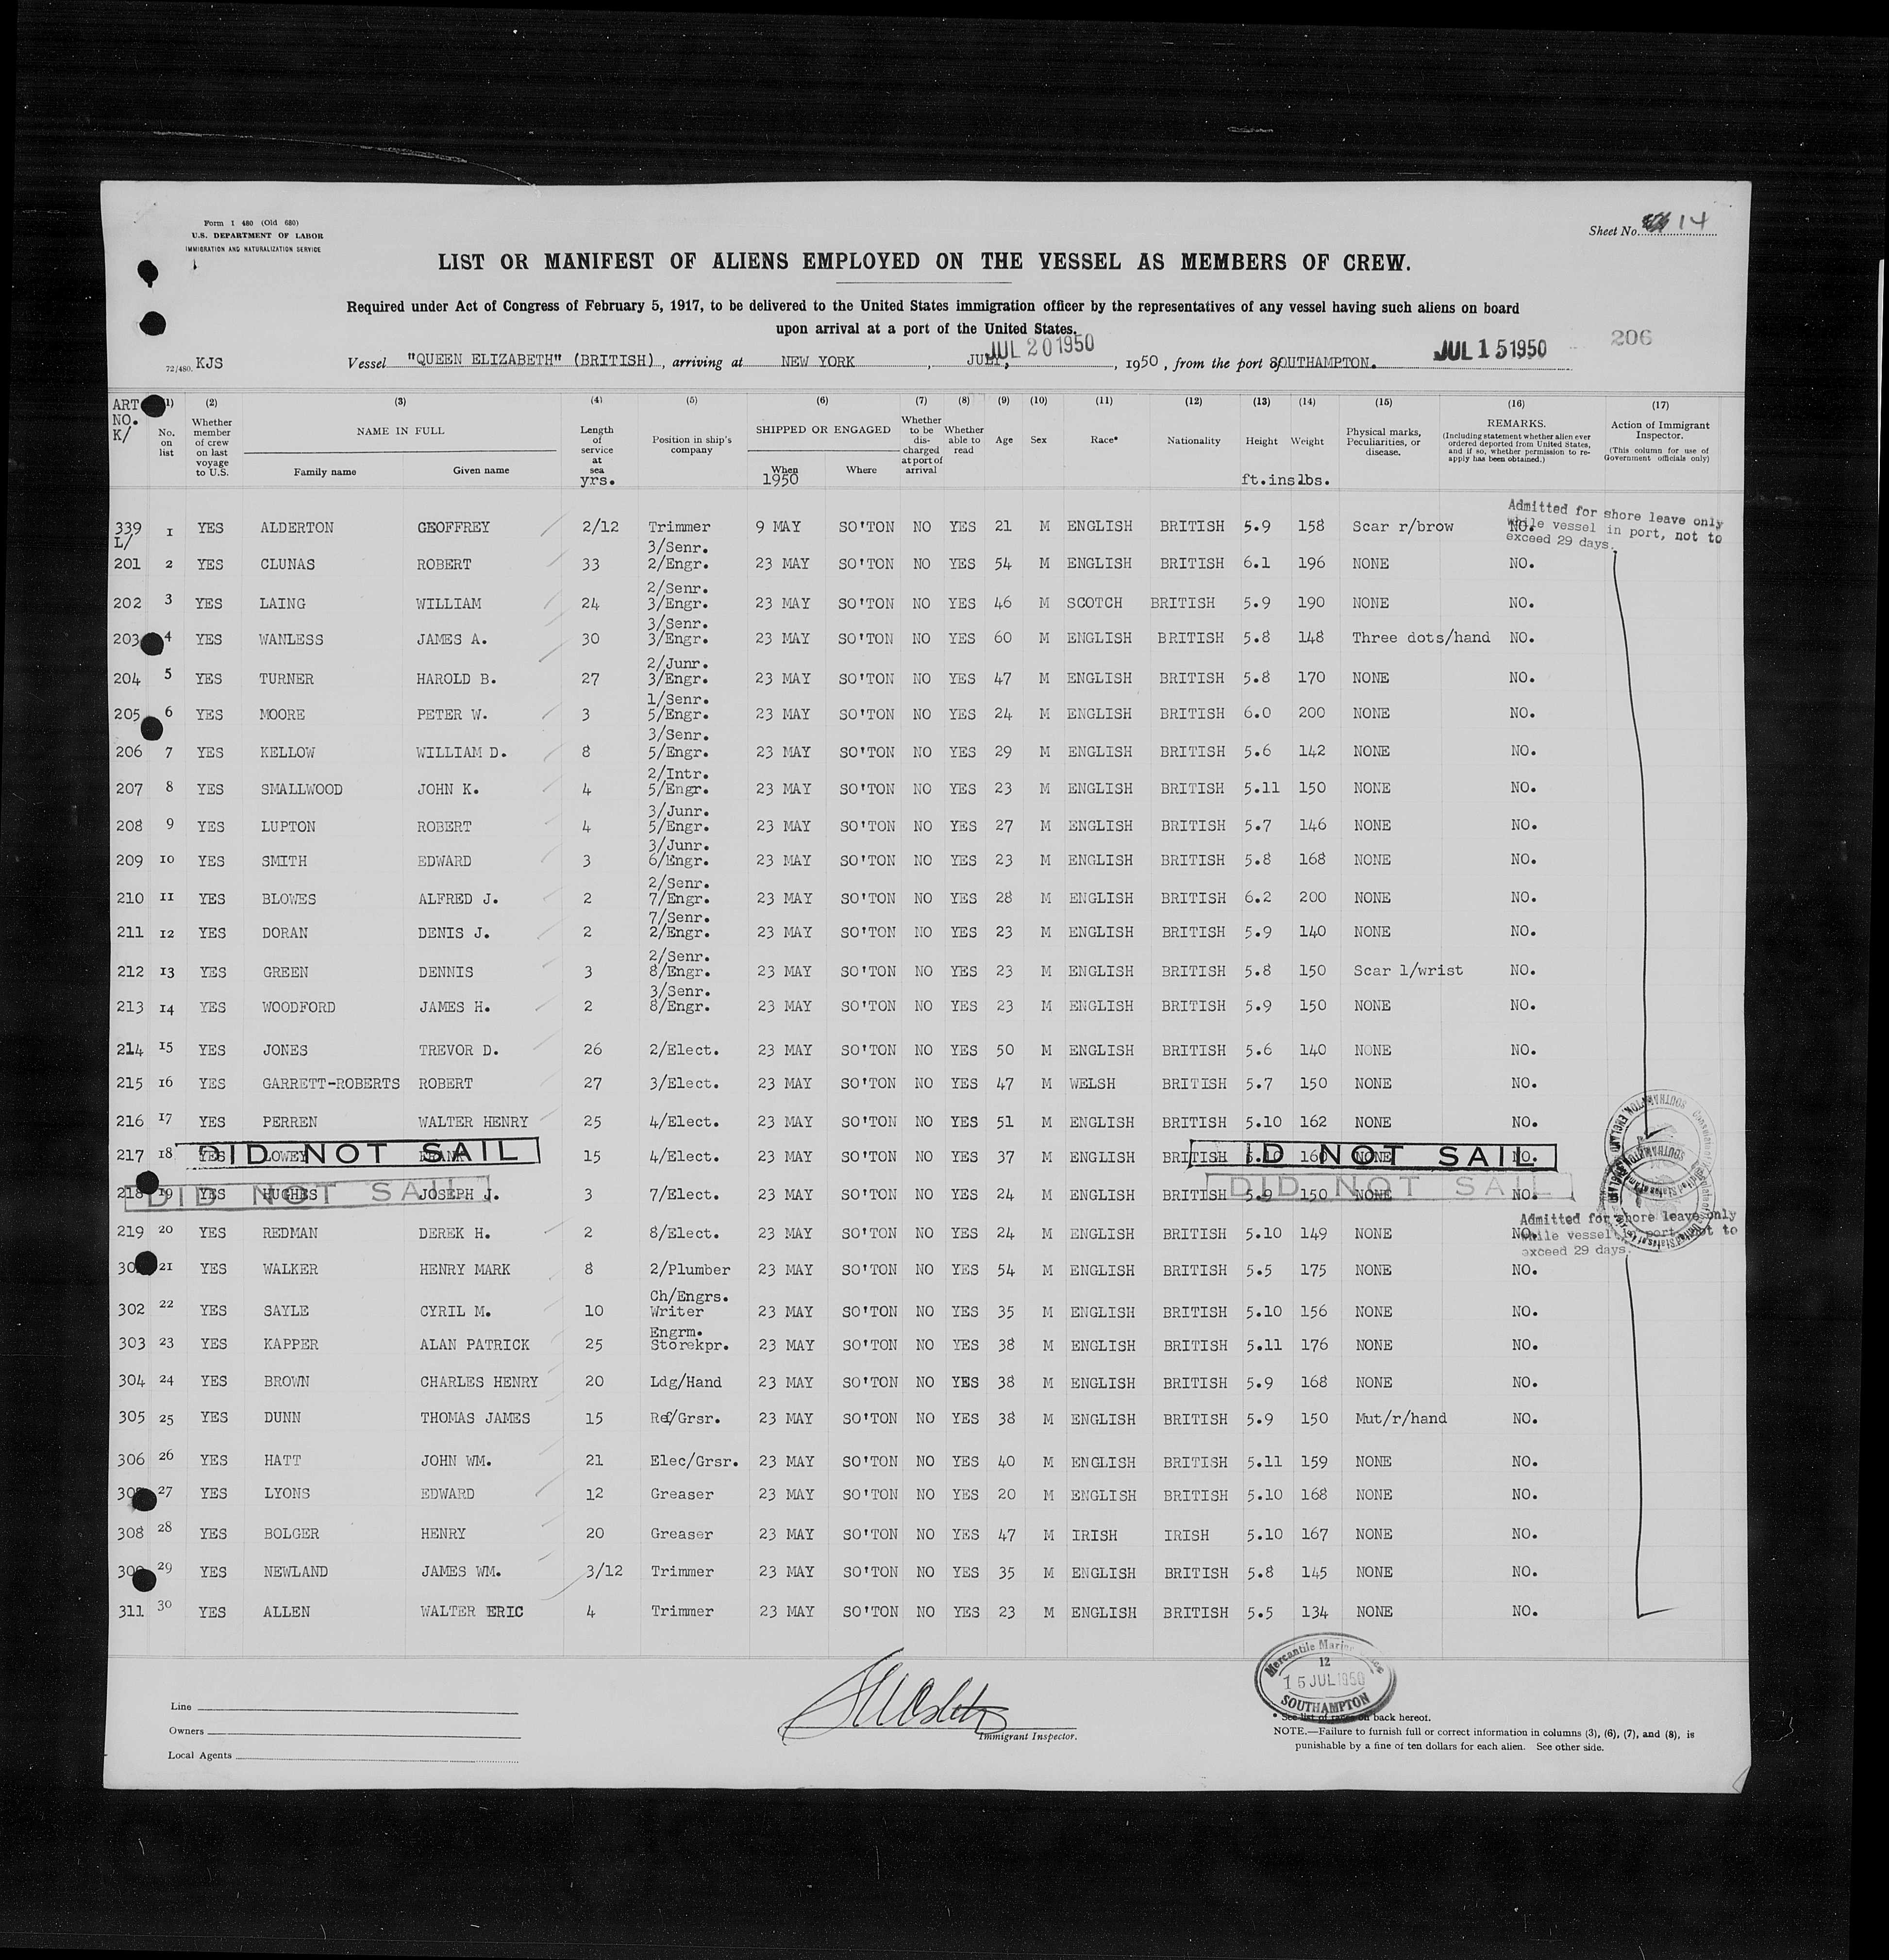 Form I 480 (Old 680)
U.S. DEPARTMENT OF LABOR
IMMIGRATION AND NATURALIZATION SERVICE
Sheet No. 14
LIST OR MANIFEST OF ALIENS EMPLOYED ON THE VESSEL AS MEMBERS OF CREW.
Required under Act of Congress of February 5, 1917, to be delivered to the United States immigration officer by the representatives of any vessel having such aliens on board
upon arrival at a port of the United States.
JUL 20 1950
JUL 15 1950
206
72/480. KJS Vessel "QUEEN ELIZABETH" (BRITISH), arriving at NEW YORK, JULY, 1950, from the port of SOUTHAMPTON.
ART NO. K/ (1) No. on list (2) Whether member of crew on last voyage to U.S. (3) NAME IN FULL Family name Given name (4) Length of service at sea yrs. (5) Position in ship's company (6) SHIPPED OR ENGAGED When 1950 Where (7) Whether to be discharged at port of arrival (8) Whether able to read (9) Age (10) Sex (11) Race* (12) Nationality (13) Height ft.ins (14) Weight lbs. (15) Physical marks, Peculiarities, or disease. (16) REMARKS. (Including statement whether alien ever ordered deported from United States, and if so, whether permission to re-apply has been obtained.) (17) Action of Immigrant Inspector. (This column for use of Government officials only)
Admitted for shore leave only
while vessel in port, not to
exceed 29 days.
339 1 YES ALDERTON GEOFFREY 2/12 Trimmer 9 MAY SO'TON NO YES 21 M ENGLISH BRITISH 5.9 158 Scar r/brow NO.
L/
201 2 YES CLUNAS ROBERT 33 3/Senr. 2/Engr. 23 MAY SO'TON NO YES 54 M ENGLISH BRITISH 6.1 196 NONE NO.
202 3 YES LAING WILLIAM 24 2/Senr. 3/Engr. 23 MAY SO'TON NO YES 46 M SCOTCH BRITISH 5.9 190 NONE NO.
203 4 YES WANLESS JAMES A. 30 3/Senr. 3/Engr. 23 MAY SO'TON NO YES 60 M ENGLISH BRITISH 5.8 148 Three dots/hand NO.
204 5 YES TURNER HAROLD B. 27 2/Junr. 3/Engr. 23 MAY SO'TON NO YES 47 M ENGLISH BRITISH 5.8 170 NONE NO.
205 6 YES MOORE PETER W. 3 1/Senr. 5/Engr. 23 MAY SO'TON NO YES 24 M ENGLISH BRITISH 6.0 200 NONE NO.
206 7 YES KELLOW WILLIAM D. 8 3/Senr. 5/Engr. 23 MAY SO'TON NO YES 29 M ENGLISH BRITISH 5.6 142 NONE NO.
207 8 YES SMALLWOOD JOHN K. 4 2/Intr. 5/Engr. 23 MAY SO'TON NO YES 23 M ENGLISH BRITISH 5.11 150 NONE NO.
208 9 YES LUPTON ROBERT 4 3/Junr. 5/Engr. 23 MAY SO'TON NO YES 27 M ENGLISH BRITISH 5.7 146 NONE NO.
209 10 YES SMITH EDWARD 3 3/Junr. 6/Engr. 23 MAY SO'TON NO YES 23 M ENGLISH BRITISH 5.8 168 NONE NO.
210 11 YES BLOWES ALFRED J. 2 2/Senr. 7/Engr. 23 MAY SO'TON NO YES 28 M ENGLISH BRITISH 6.2 200 NONE NO.
211 12 YES DORAN DENIS J. 2 7/Senr. 2/Engr. 23 MAY SO'TON NO YES 23 M ENGLISH BRITISH 5.9 140 NONE NO.
212 13 YES GREEN DENNIS 3 2/Senr. 8/Engr. 23 MAY SO'TON NO YES 23 M ENGLISH BRITISH 5.8 150 Scar l/wrist NO.
213 14 YES WOODFORD JAMES H. 2 3/Senr. 8/Engr. 23 MAY SO'TON NO YES 23 M ENGLISH BRITISH 5.9 150 NONE NO.
214 15 YES JONES TREVOR D. 26 2/Elect. 23 MAY SO'TON NO YES 50 M ENGLISH BRITISH 5.6 140 NONE NO.
215 16 YES GARRETT-ROBERTS ROBERT 27 3/Elect. 23 MAY SO'TON NO YES 47 M WELSH BRITISH 5.7 150 NONE NO.
216 17 YES PERREN WALTER HENRY 25 4/Elect. 23 MAY SO'TON NO YES 51 M ENGLISH BRITISH 5.10 162 NONE NO.
DID NOT SAIL ID NOT SAIL
217 18 YES LOWEY FRANK 15 4/Elect. 23 MAY SO'TON NO YES 37 M ENGLISH BRITISH 5.10 160 NONE NO.
DID NOT SAIL DID NOT SAIL
218 19 YES HUGHES JOSEPH J. 3 7/Elect. 23 MAY SO'TON NO YES 24 M ENGLISH BRITISH 5.9 150 NONE NO.
Admitted for shore leave only
while vessel in port, not to
exceed 29 days.
219 20 YES REDMAN DEREK H. 2 8/Elect. 23 MAY SO'TON NO YES 24 M ENGLISH BRITISH 5.10 149 NONE NO.
30 21 YES WALKER HENRY MARK 8 2/Plumber 23 MAY SO'TON NO YES 54 M ENGLISH BRITISH 5.5 175 NONE NO.
302 22 YES SAYLE CYRIL M. 10 Ch/Engrs. Writer 23 MAY SO'TON NO YES 35 M ENGLISH BRITISH 5.10 156 NONE NO.
303 23 YES KAPPER ALAN PATRICK 25 Engrm. Storekpr. 23 MAY SO'TON NO YES 38 M ENGLISH BRITISH 5.11 176 NONE NO.
304 24 YES BROWN CHARLES HENRY 20 Ldg/Hand 23 MAY SO'TON NO YES 38 M ENGLISH BRITISH 5.9 168 NONE NO.
305 25 YES DUNN THOMAS JAMES 15 Ref/Grsr. 23 MAY SO'TON NO YES 38 M ENGLISH BRITISH 5.9 150 Mut/r/hand NO.
306 26 YES HATT JOHN WM. 21 Elec/Grsr. 23 MAY SO'TON NO YES 40 M ENGLISH BRITISH 5.11 159 NONE NO.
30 27 YES LYONS EDWARD 12 Greaser 23 MAY SO'TON NO YES 20 M ENGLISH BRITISH 5.10 168 NONE NO.
308 28 YES BOLGER HENRY 20 Greaser 23 MAY SO'TON NO YES 47 M IRISH IRISH 5.10 167 NONE NO.
30 29 YES NEWLAND JAMES WM. 3/12 Trimmer 23 MAY SO'TON NO YES 35 M ENGLISH BRITISH 5.8 145 NONE NO.
311 30 YES ALLEN WALTER ERIC 4 Trimmer 23 MAY SO'TON NO YES 23 M ENGLISH BRITISH 5.5 134 NONE NO.
Mercantile Marine
12
15 JUL 1950
SOUTHAMPTON
Line
Owners
Local Agents
Immigrant Inspector.
* See list of races on back hereof.
NOTE.—Failure to furnish full or correct information in columns (3), (6), (7), and (8), is
punishable by a fine of ten dollars for each alien. See other side.